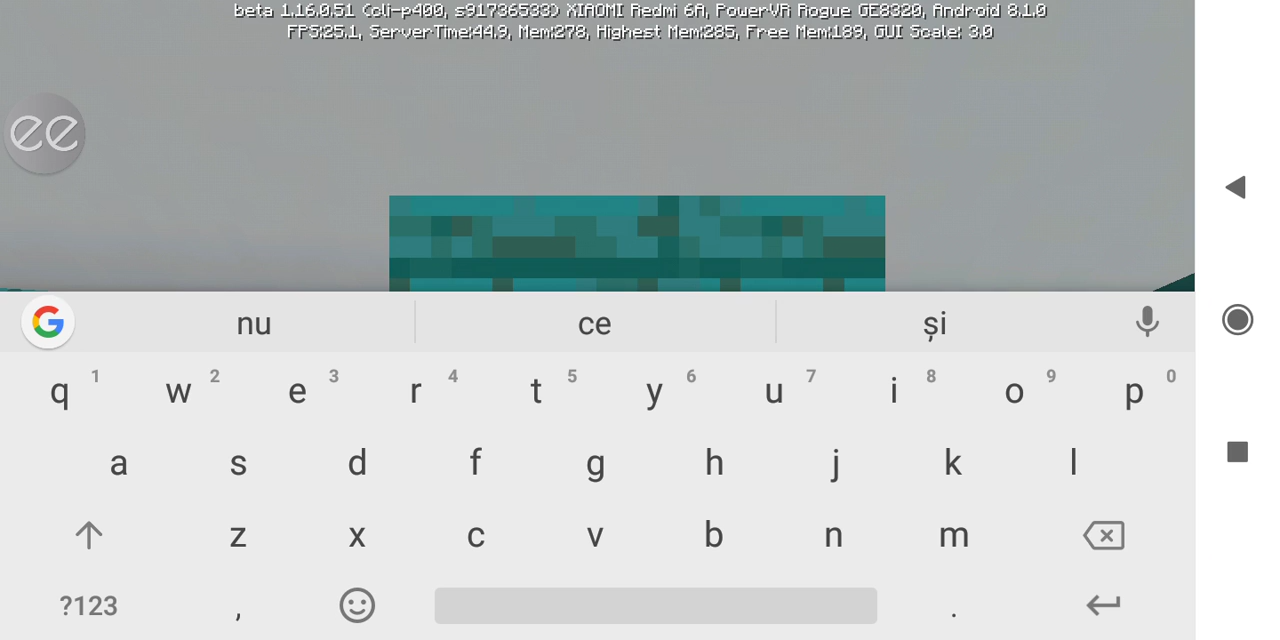 beta 1.16.0.51 (cli-p400, s91736533) XIAOMI Redmi 6A, PowerVR Rogue GE8320, Android 8.1.0
FPS:25.1, ServerTime:44.9, Mem:278, Highest Mem:285, Free Mem:189, GUI Scale: 3.0
ee
G nu ce și
q 1 w 2 e 3 r 4 t 5 y 6 u 7 i 8 o 9 p 0
a s d f g h j k l
z x c v b n m
?123 , .